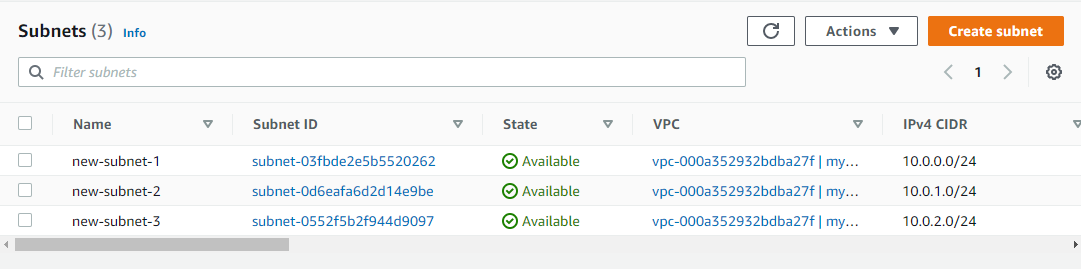 Subnets (3) Info
Actions
Create subnet
Filter subnets
1
Name Subnet ID State VPC IPv4 CIDR
new-subnet-1 subnet-03fbde2e5b5520262 Available vpc-000a352932bdba27f | my… 10.0.0.0/24
new-subnet-2 subnet-0d6eafa6d2d14e9be Available vpc-000a352932bdba27f | my… 10.0.1.0/24
new-subnet-3 subnet-0552f5b2f944d9097 Available vpc-000a352932bdba27f | my… 10.0.2.0/24